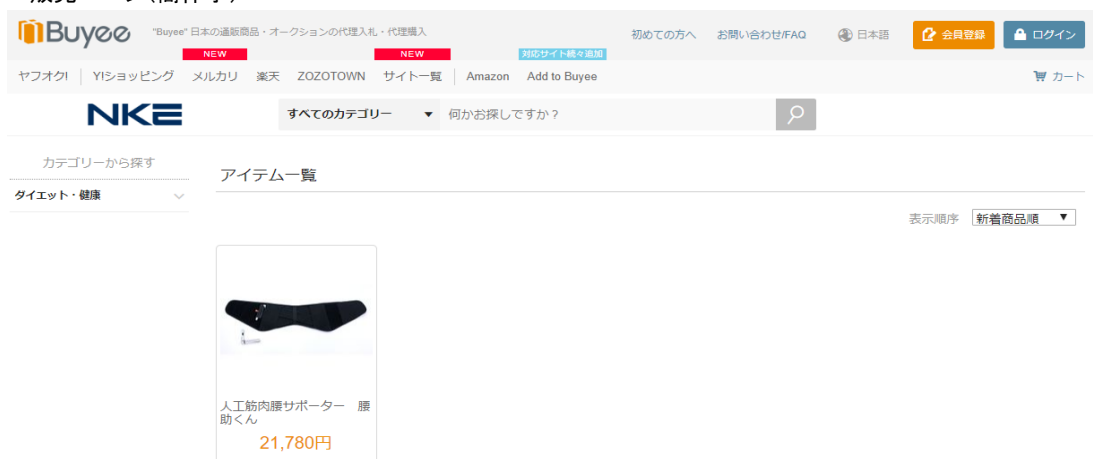 Buyee "Buyee" 日本の通販商品・オークションの代理入札・代理購入 初めての方へ お問い合わせ/FAQ 日本語 会員登録 ログイン
NEW NEW 対応サイト続々追加
ヤフオク! Y!ショッピング メルカリ 楽天 ZOZOTOWN サイト一覧 Amazon Add to Buyee カート
NKE すべてのカテゴリー ▼ 何かお探しですか?
カテゴリーから探す
アイテム一覧
ダイエット・健康
表示順序 新着商品順 ▼
人工筋肉腰サポーター 腰
助くん
21,780円